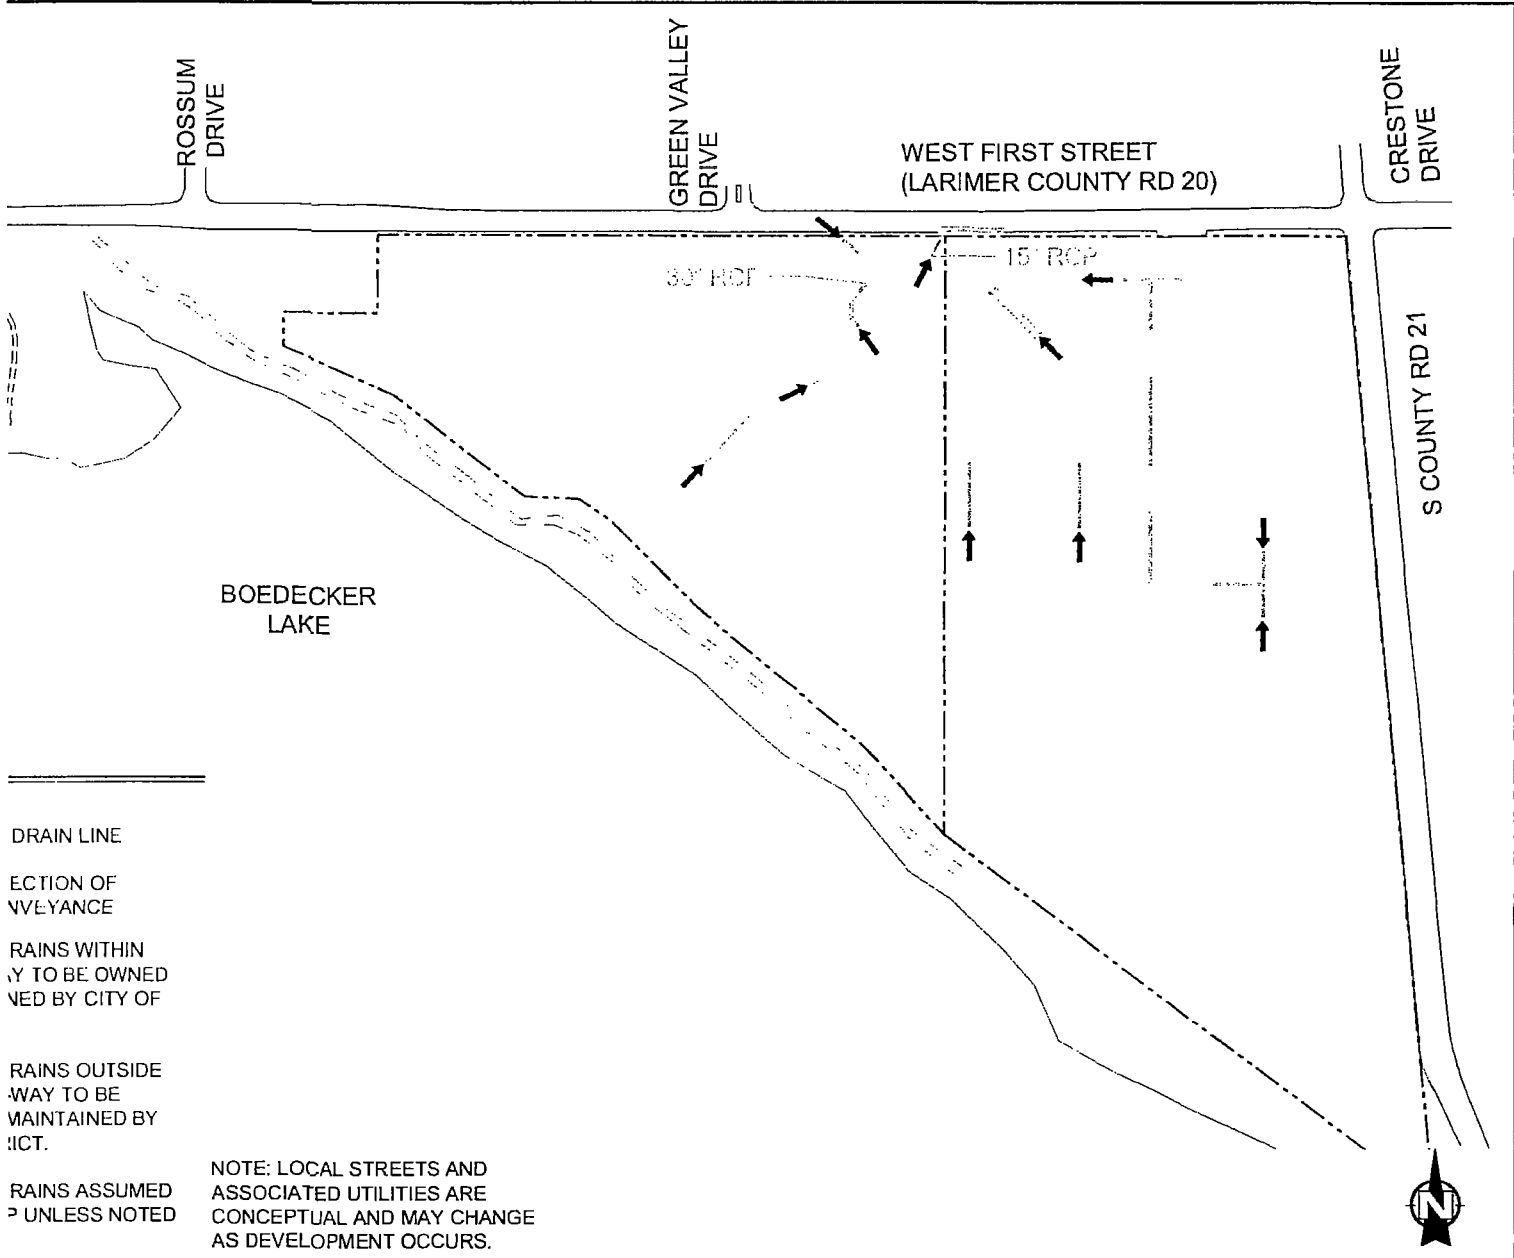 ROSSUM
DRIVE
GREEN VALLEY
DRIVE
WEST FIRST STREET
(LARIMER COUNTY RD 20)
CRESTONE
DRIVE
15" RCP
S COUNTY RD 21
BOEDECKER
LAKE
DRAIN LINE
ECTION OF
NVEYANCE
RAINS WITHIN
Y TO BE OWNED
NED BY CITY OF
RAINS OUTSIDE
-WAY TO BE
MAINTAINED BY
RICT.
RAINS ASSUMED
P UNLESS NOTED
NOTE: LOCAL STREETS AND
ASSOCIATED UTILITIES ARE
CONCEPTUAL AND MAY CHANGE
AS DEVELOPMENT OCCURS.
N